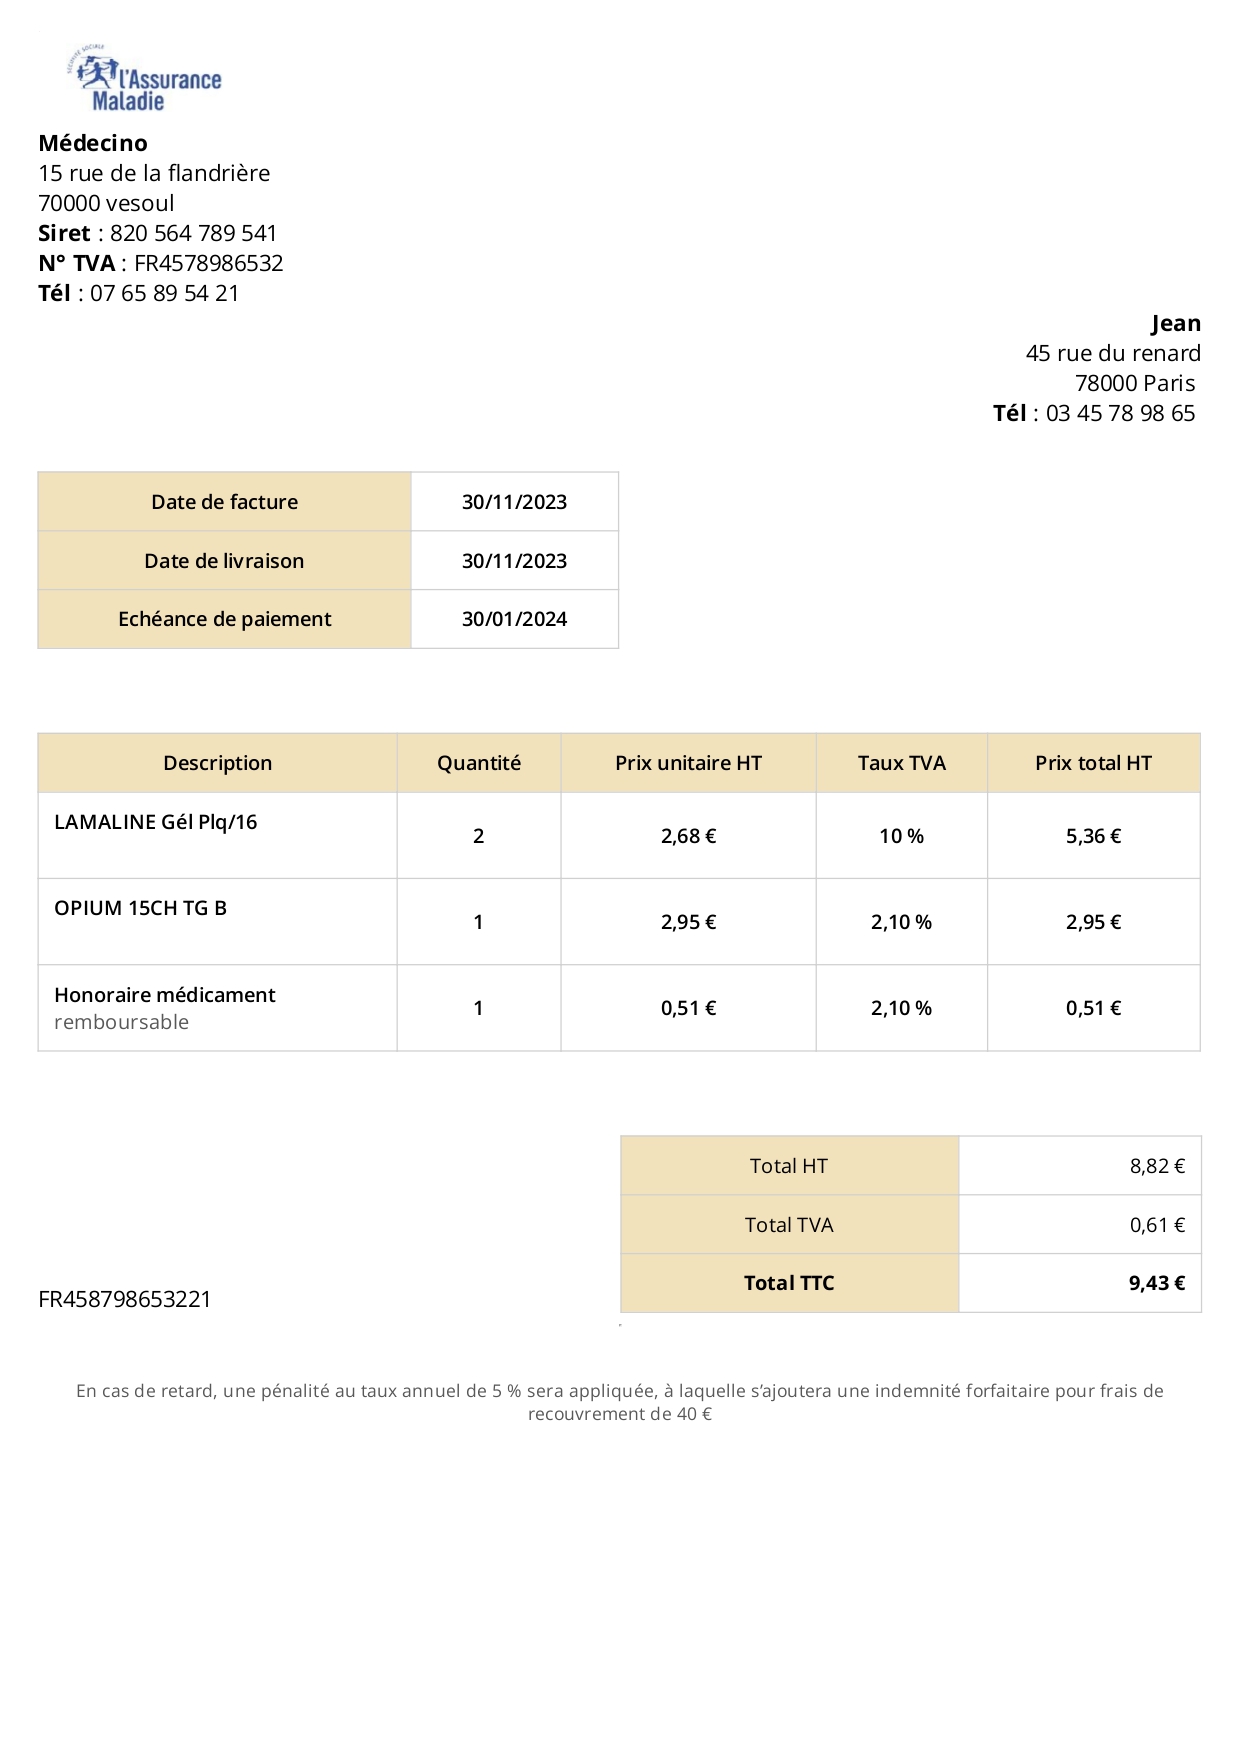 SÉCURITÉ SOCIALE
l'Assurance
Maladie
Médecino
15 rue de la flandrière
70000 vesoul
Siret : 820 564 789 541
N° TVA : FR4578986532
Tél : 07 65 89 54 21
Jean
45 rue du renard
78000 Paris
Tél : 03 45 78 98 65
Date de facture 30/11/2023
Date de livraison 30/11/2023
Echéance de paiement 30/01/2024
Description Quantité Prix unitaire HT Taux TVA Prix total HT
LAMALINE Gél Plq/16 2 2,68 € 10 % 5,36 €
OPIUM 15CH TG B 1 2,95 € 2,10 % 2,95 €
Honoraire médicament 1 0,51 € 2,10 % 0,51 €
remboursable
Total HT 8,82 €
Total TVA 0,61 €
Total TTC 9,43 €
FR458798653221
En cas de retard, une pénalité au taux annuel de 5 % sera appliquée, à laquelle s’ajoutera une indemnité forfaitaire pour frais de
recouvrement de 40 €